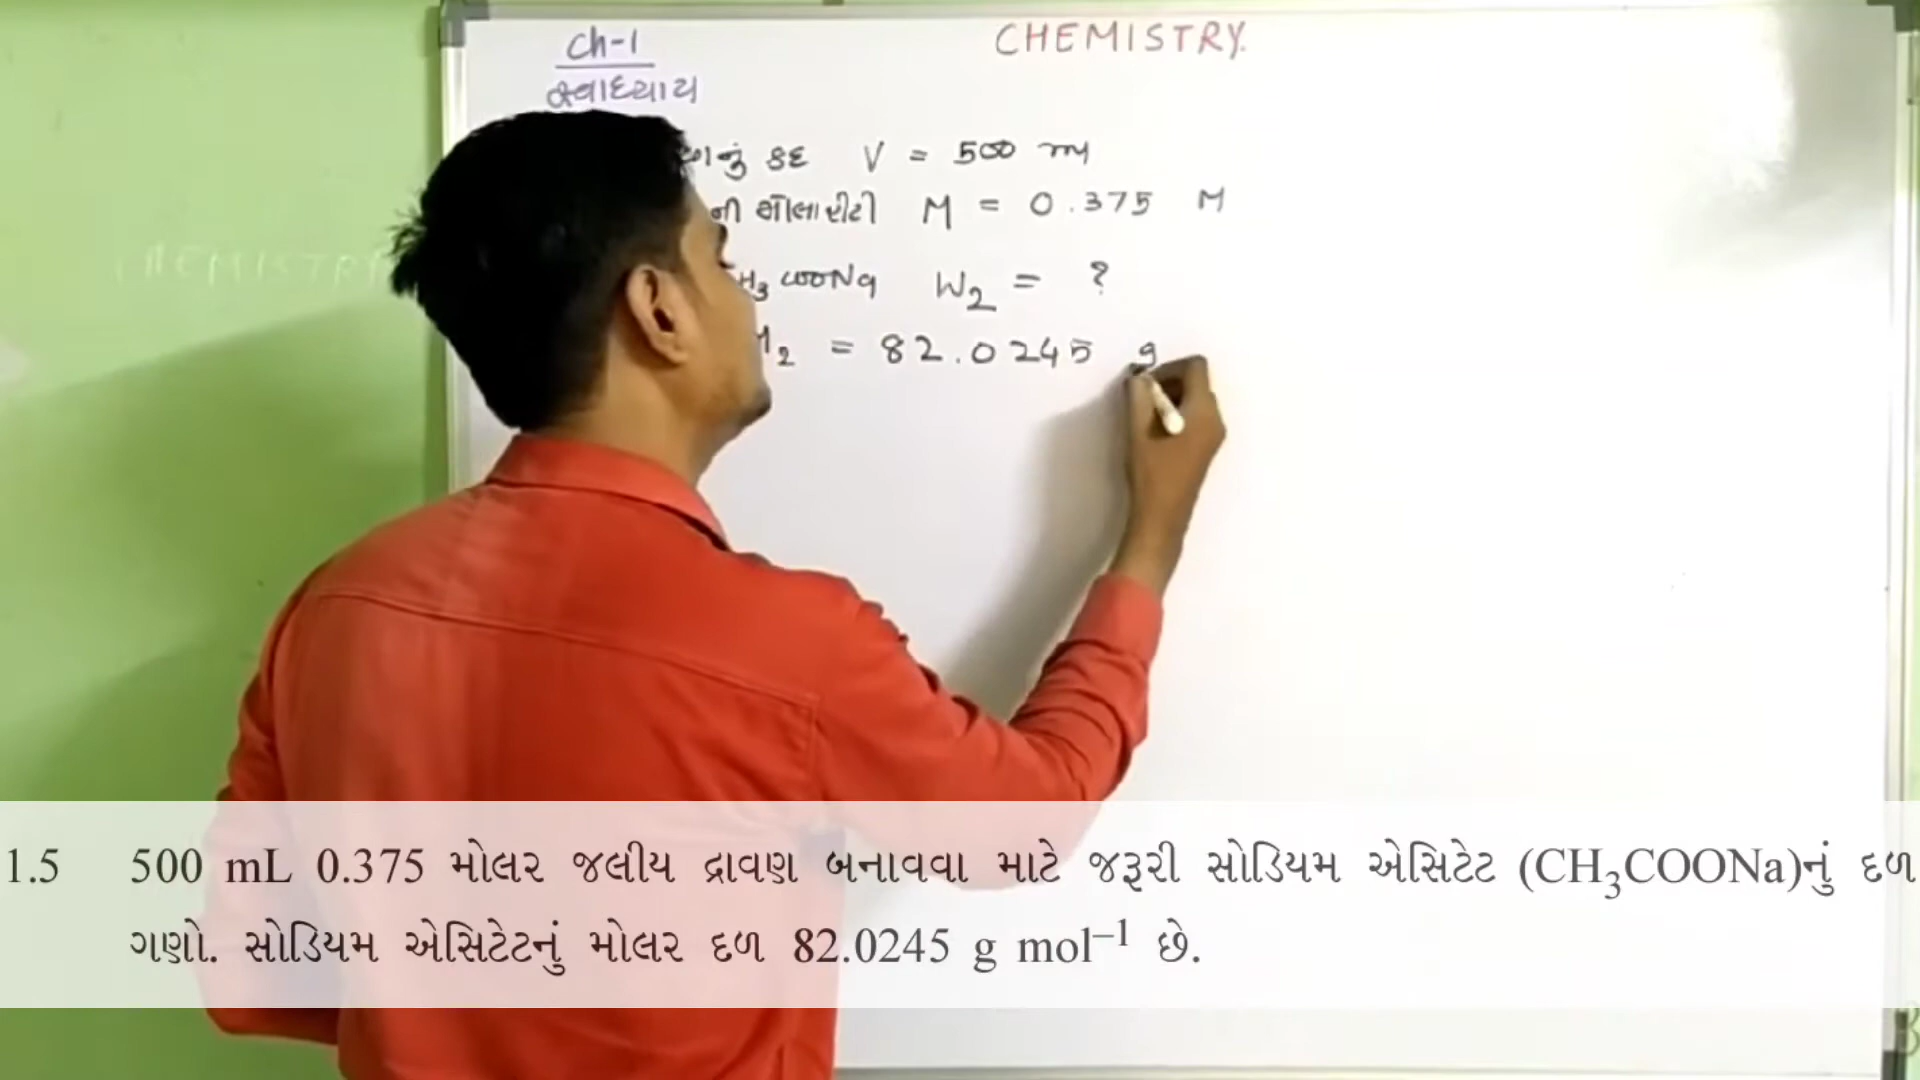 Ch-1
સ્વાધ્યાય
CHEMISTRY.
કદ V = 500 ml
ની મોલારીટી M = 0.375 M
H₃COONa W₂ = ?
M₂ = 82.0245 g
CHEMISTRY
1.5 500 mL 0.375 મોલર જલીય દ્રાવણ બનાવવા માટે જરૂરી સોડિયમ એસિટેટ (CH₃COONa)નું દળ
ગણો. સોડિયમ એસિટેટનું મોલર દળ 82.0245 g mol⁻¹ છે.